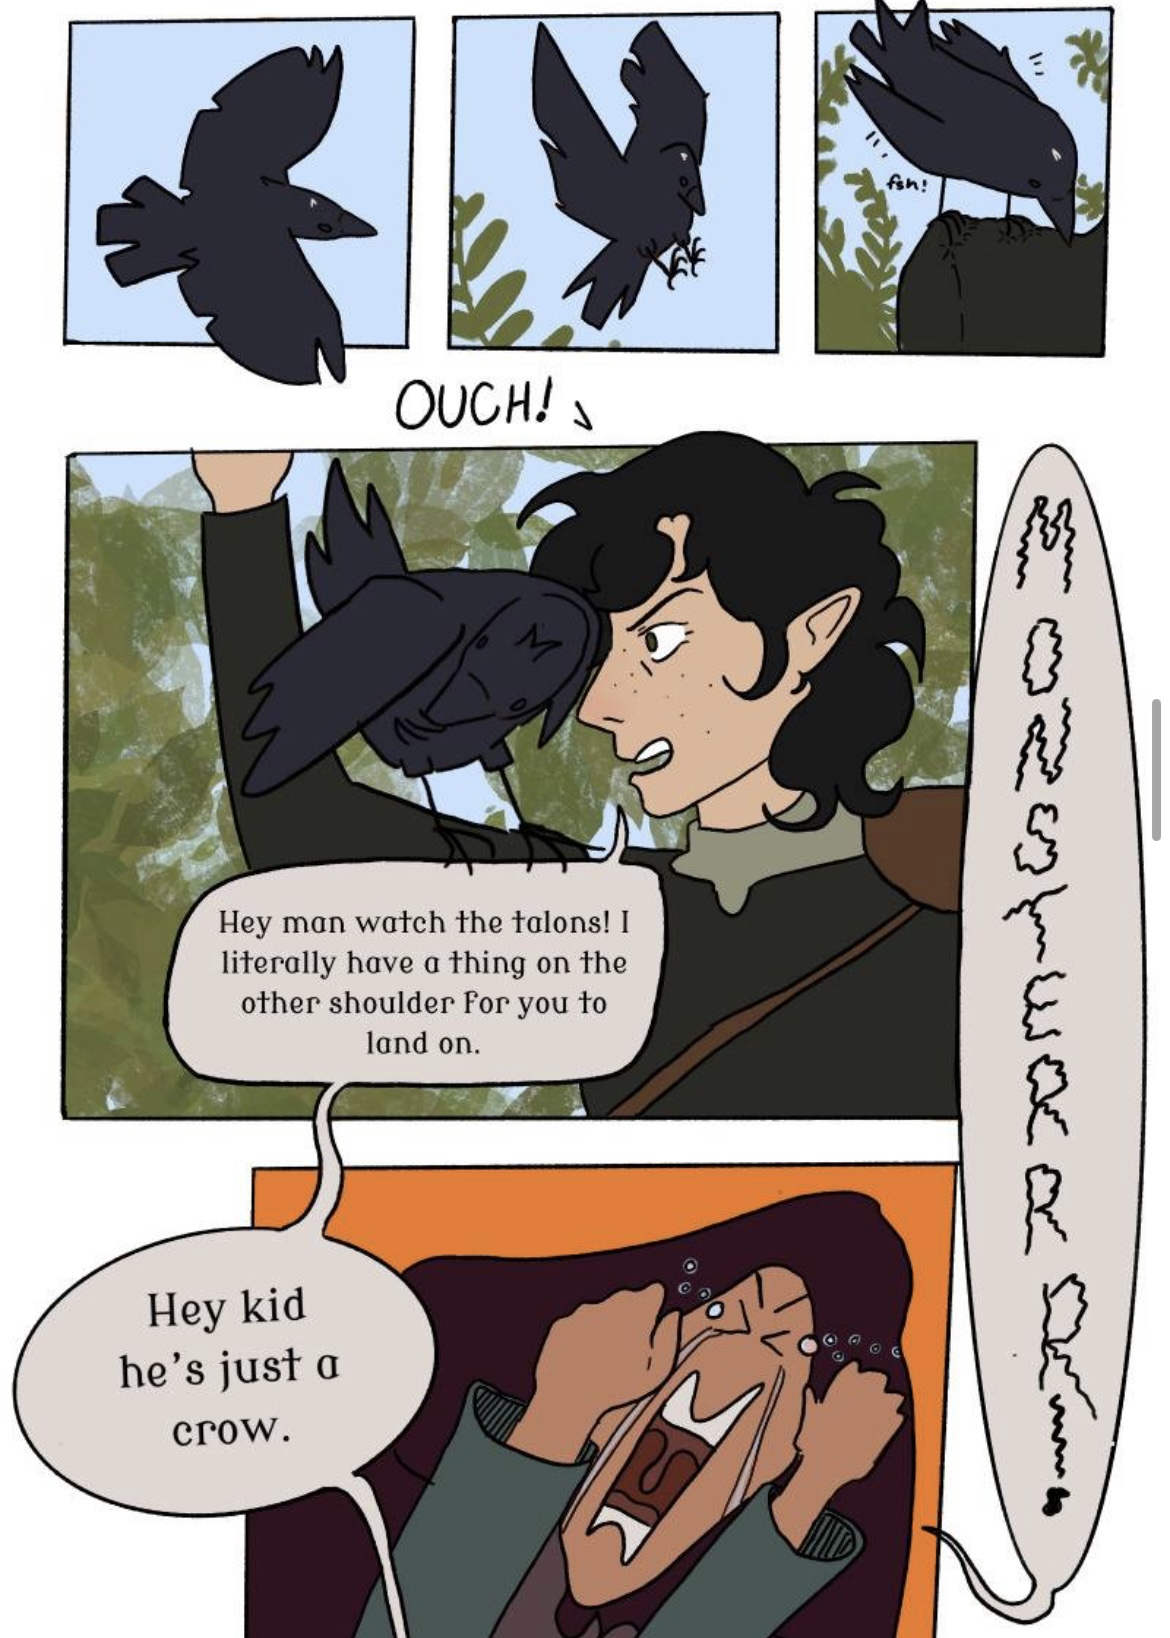 fsh!
OUCH!
Hey man watch the talons! I
literally have a thing on the
other shoulder for you to
land on.
MONSTERRR!
Hey kid
he's just a
crow.